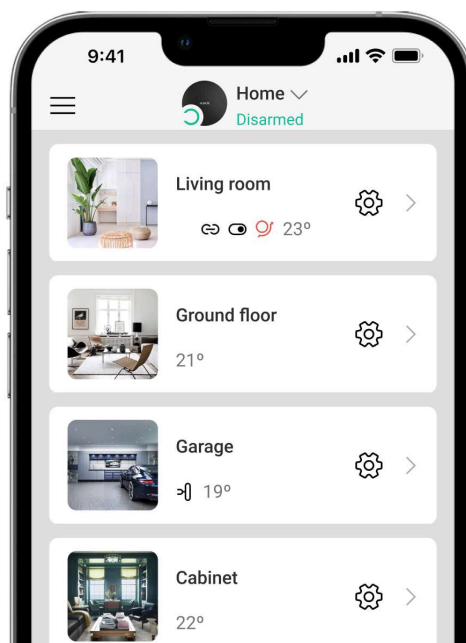 9:41
Home
Disarmed
Living room
23°
Ground floor
21°
Garage
19°
Cabinet
22°